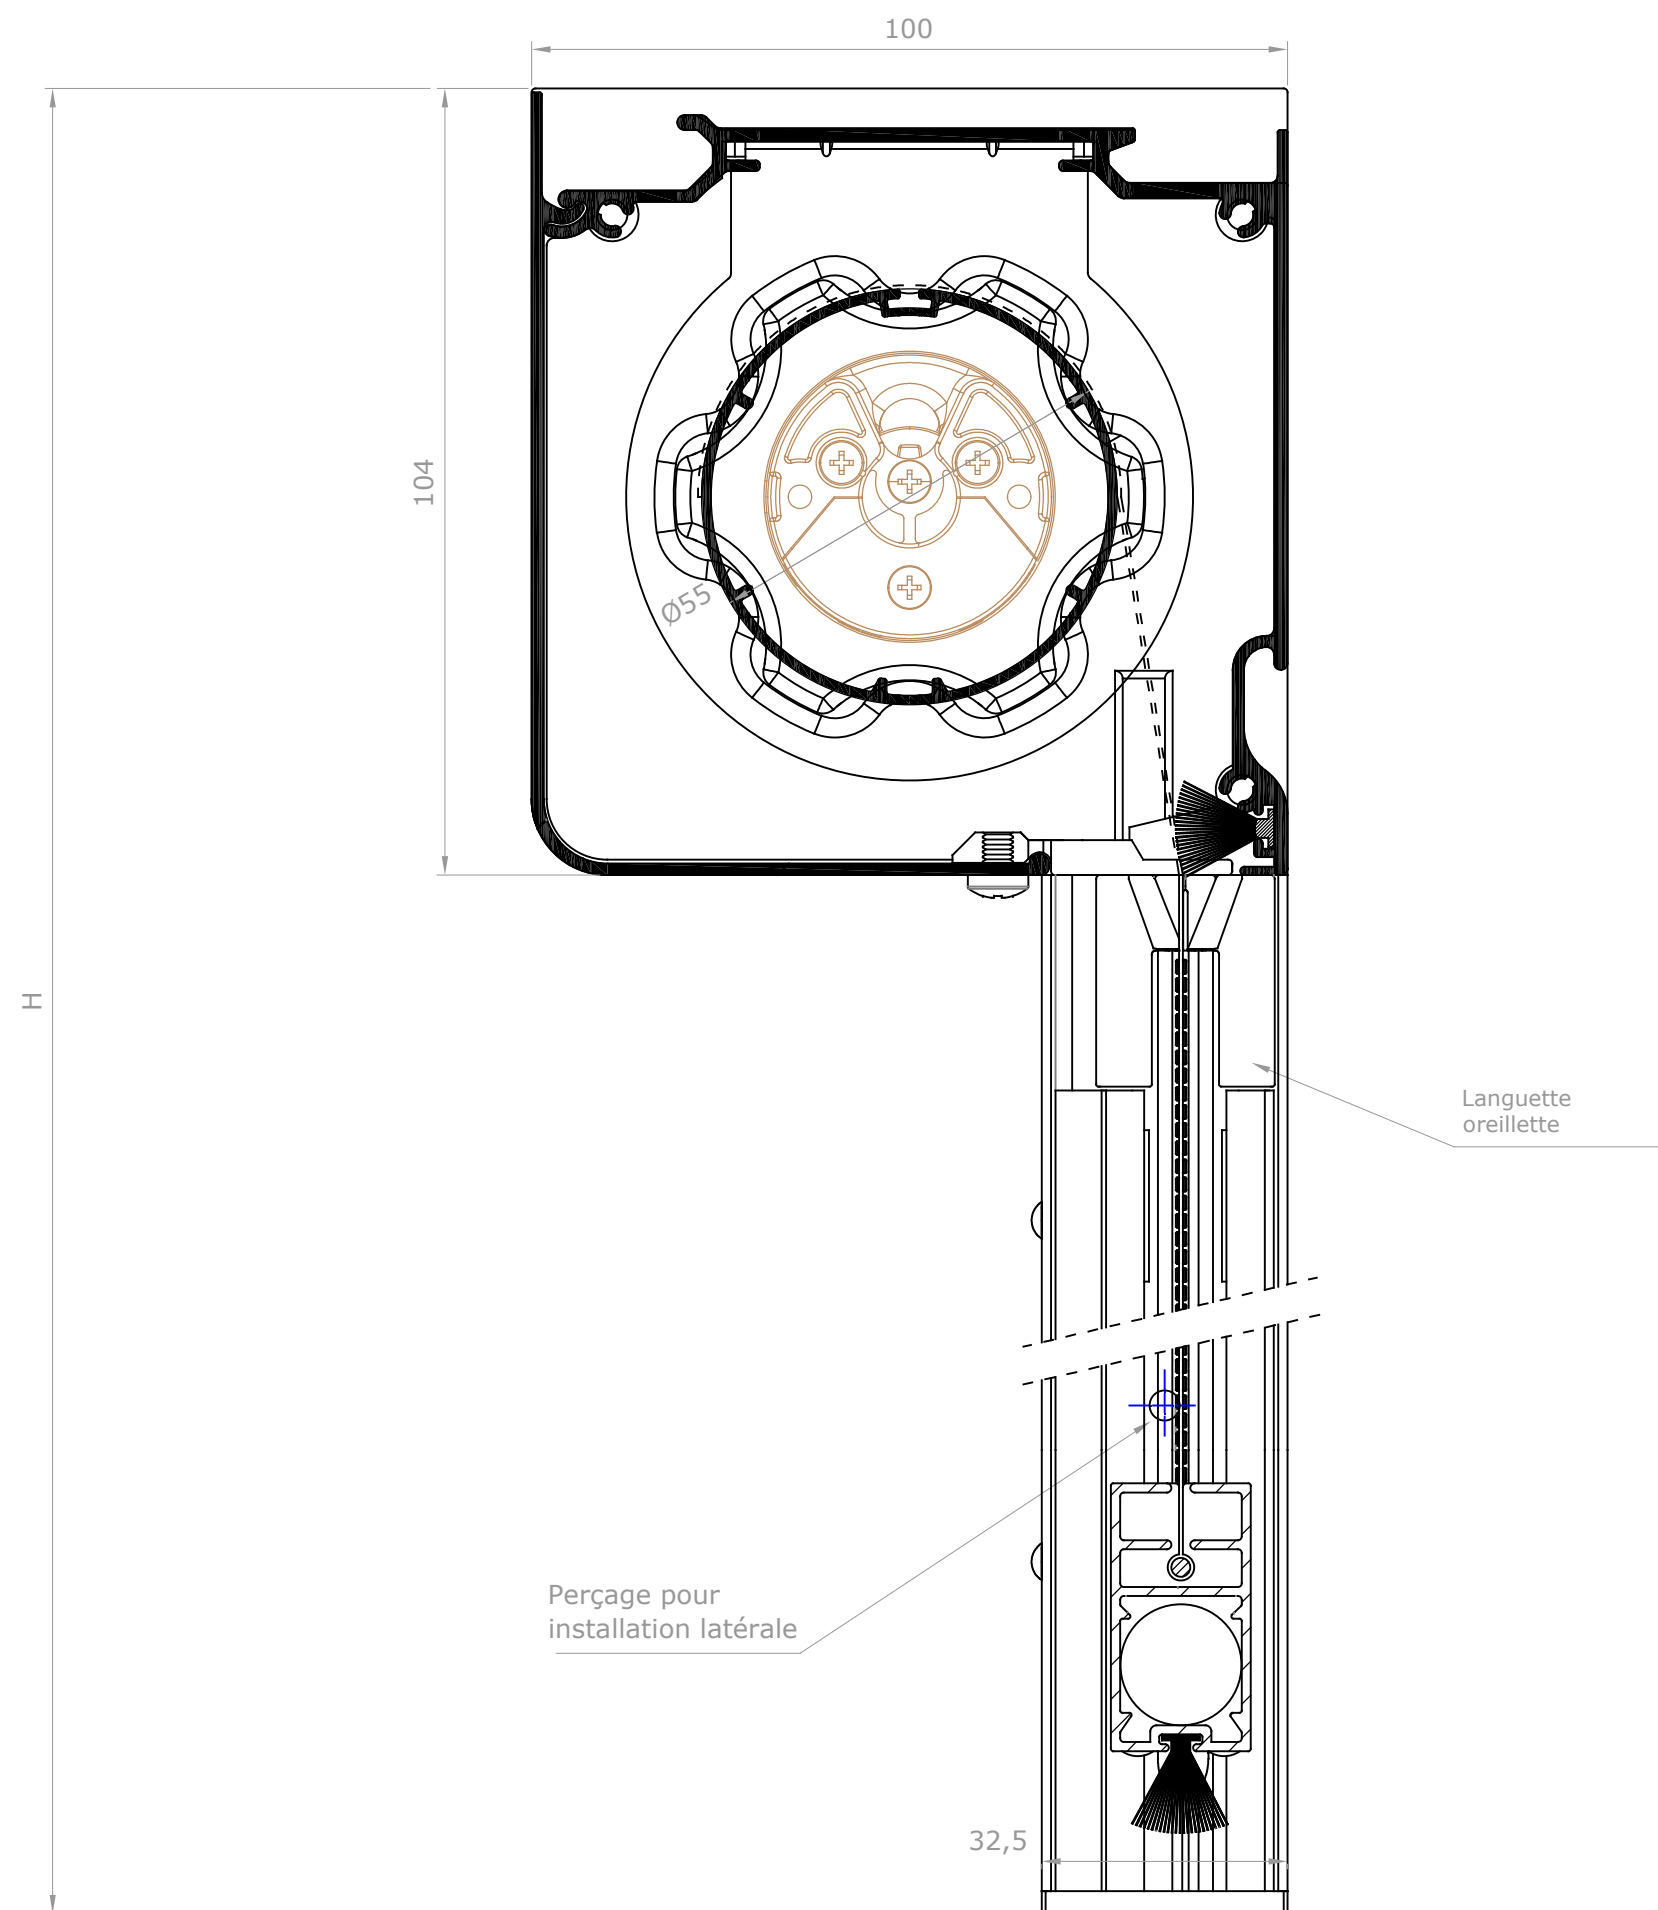 100
104
Ø55
H
Languette
oreillette
Perçage pour
installation latérale
32,5